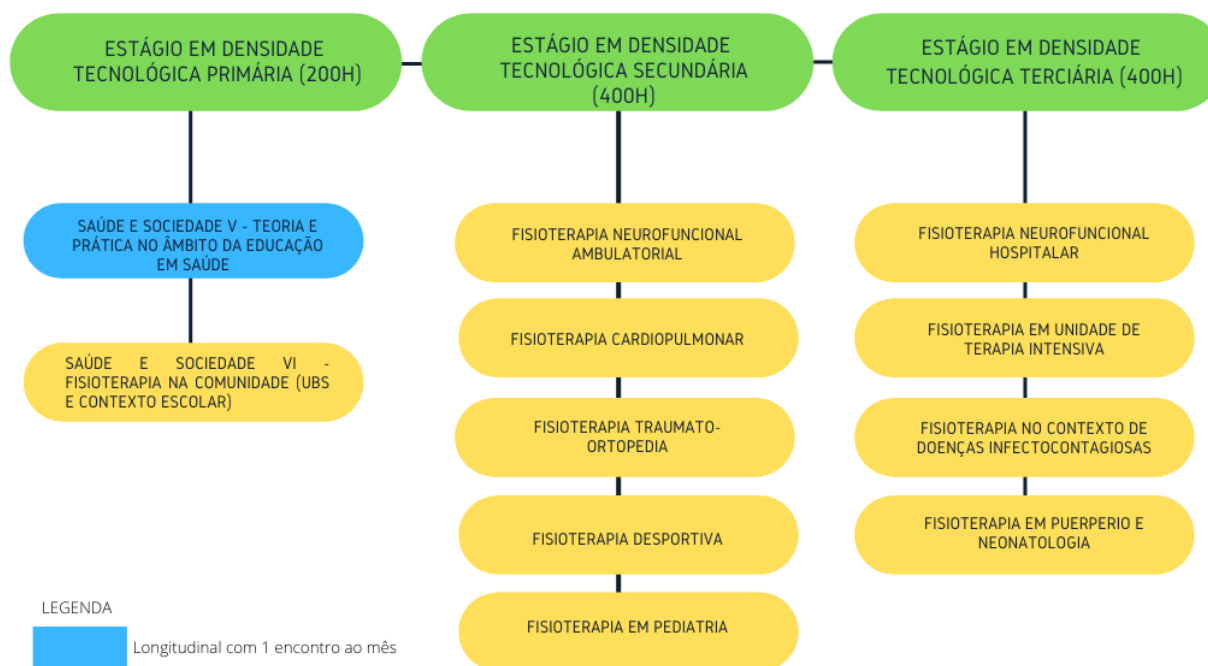 ESTÁGIO EM DENSIDADE
TECNOLÓGICA PRIMÁRIA (200H)
SAÚDE E SOCIEDADE V - TEORIA E
PRÁTICA NO ÂMBITO DA EDUCAÇÃO
EM SAÚDE
SAÚDE E SOCIEDADE VI -
FISIOTERAPIA NA COMUNIDADE (UBS
E CONTEXTO ESCOLAR)
ESTÁGIO EM DENSIDADE
TECNOLÓGICA SECUNDÁRIA
(400H)
FISIOTERAPIA NEUROFUNCIONAL
AMBULATORIAL
FISIOTERAPIA CARDIOPULMONAR
FISIOTERAPIA TRAUMATO-
ORTOPEDIA
FISIOTERAPIA DESPORTIVA
FISIOTERAPIA EM PEDIATRIA
ESTÁGIO EM DENSIDADE
TECNOLÓGICA TERCIÁRIA (400H)
FISIOTERAPIA NEUROFUNCIONAL
HOSPITALAR
FISIOTERAPIA EM UNIDADE DE
TERAPIA INTENSIVA
FISIOTERAPIA NO CONTEXTO DE
DOENÇAS INFECTOCONTAGIOSAS
FISIOTERAPIA EM PUERPERIO E
NEONATOLOGIA
LEGENDA
Longitudinal com 1 encontro ao mês